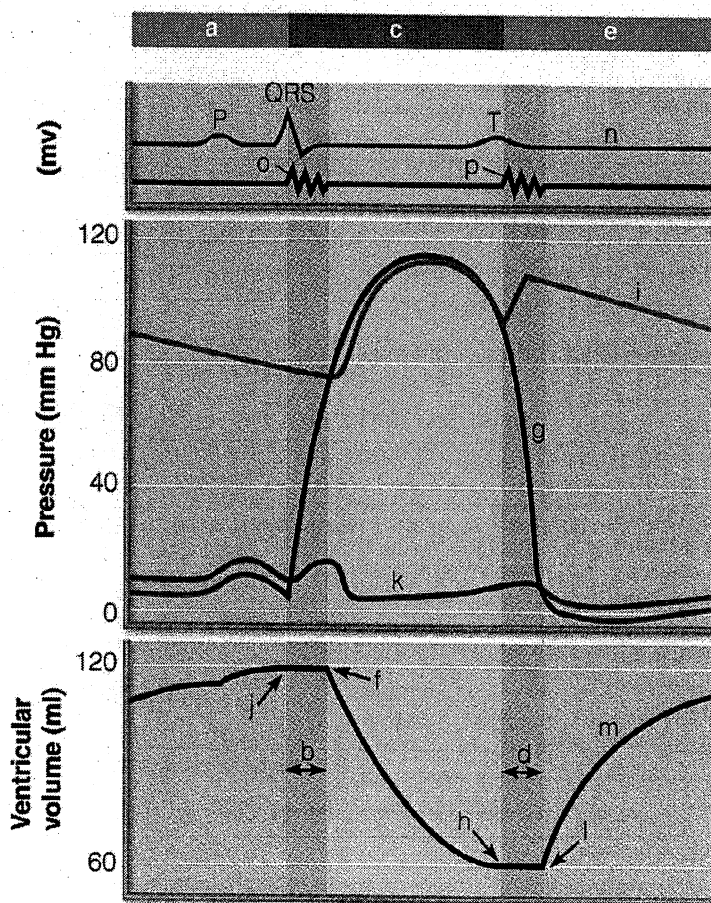 a c e
QRS
P T n
(mv)
o p
120
i
80
Pressure (mm Hg)
g
40
k
0
120
f
j
m
Ventricular
volume (ml)
b d
h l
60